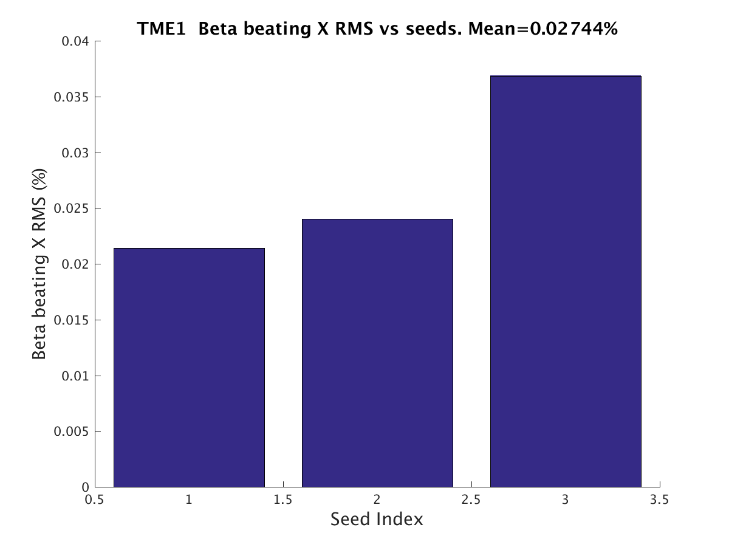 TME1 Beta beating X RMS vs seeds. Mean=0.02744%
Beta beating X RMS (%)
0.04
0.035
0.03
0.025
0.02
0.015
0.01
0.005
0
0.5 1 1.5 2 2.5 3 3.5
Seed Index